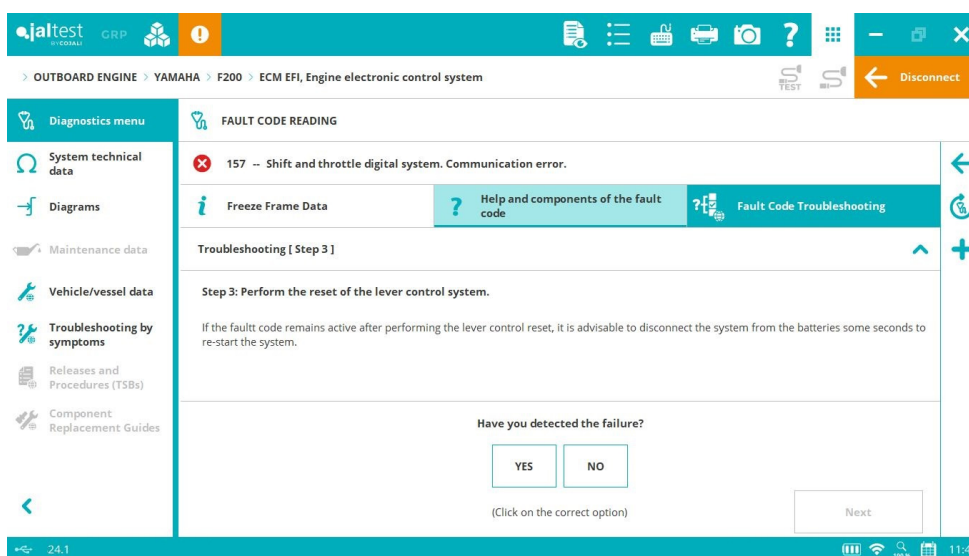 jaltest GRP
BY COJALI
> OUTBOARD ENGINE > YAMAHA > F200 > ECM EFI, Engine electronic control system
TEST
Disconnect
Diagnostics menu
FAULT CODE READING
System technical
data
157 -- Shift and throttle digital system. Communication error.
Diagrams
Freeze Frame Data
Help and components of the fault
code
Fault Code Troubleshooting
Maintenance data
Troubleshooting [ Step 3 ]
Vehicle/vessel data
Step 3: Perform the reset of the lever control system.
Troubleshooting by
symptoms
If the faultt code remains active after performing the lever control reset, it is advisable to disconnect the system from the batteries some seconds to
re-start the system.
Releases and
Procedures (TSBs)
Component
Replacement Guides
Have you detected the failure?
YES
NO
(Click on the correct option)
Next
24.1
100 %